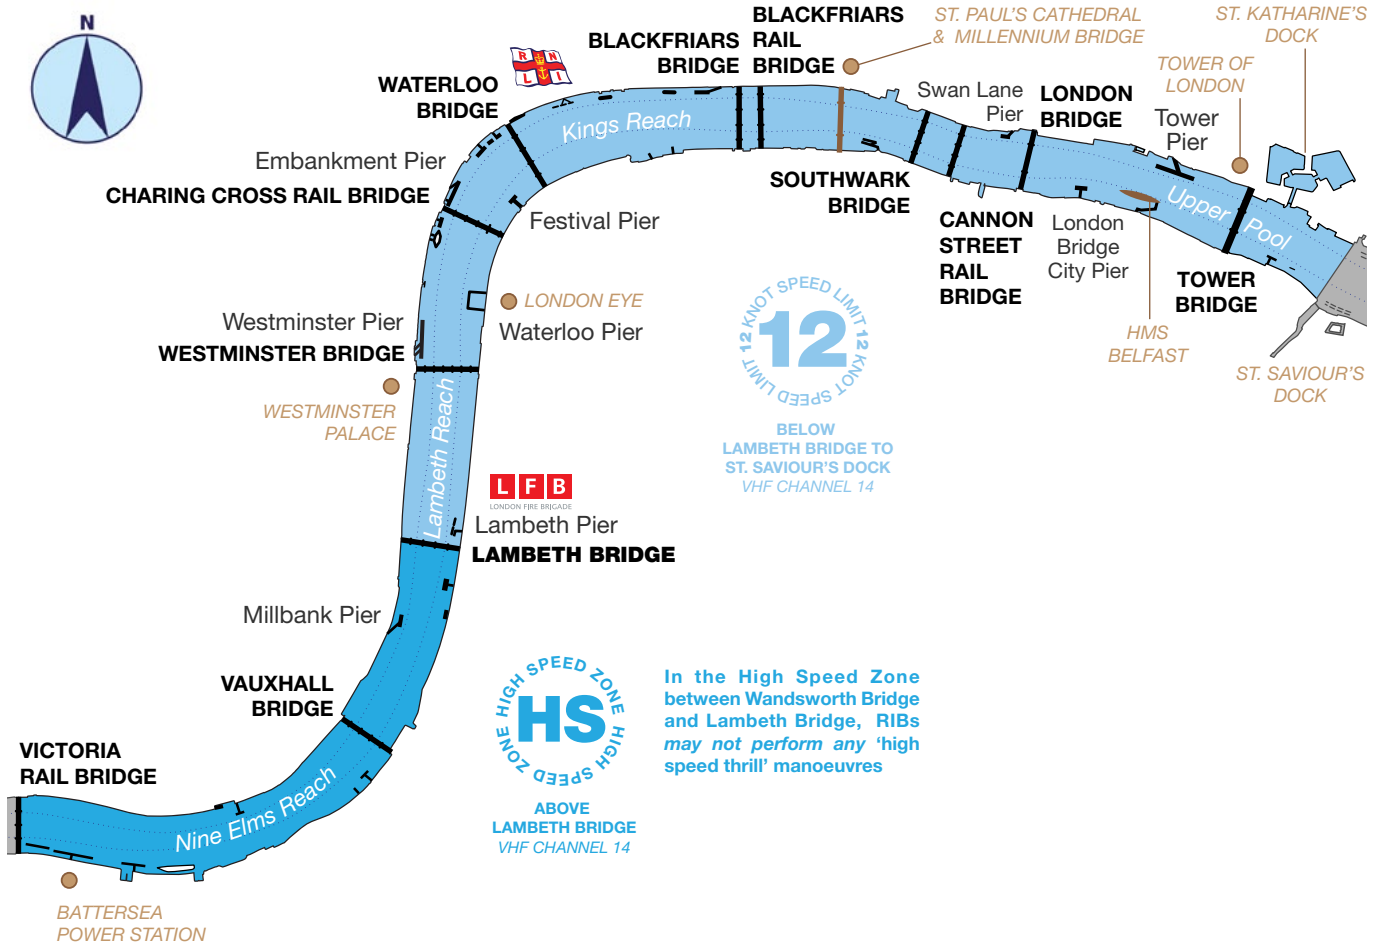 N
BLACKFRIARS
RAIL
BRIDGE
BLACKFRIARS
BRIDGE
ST. PAUL'S CATHEDRAL
& MILLENNIUM BRIDGE
ST. KATHARINE'S
DOCK
TOWER OF
LONDON
R N
L I
WATERLOO
BRIDGE
Kings Reach
Swan Lane
Pier
LONDON
BRIDGE
Tower
Pier
Embankment Pier
CHARING CROSS RAIL BRIDGE
Festival Pier
SOUTHWARK
BRIDGE
CANNON
STREET
RAIL
BRIDGE
London
Bridge
City Pier
Upper Pool
TOWER
BRIDGE
HMS
BELFAST
ST. SAVIOUR'S
DOCK
LONDON EYE
Waterloo Pier
Westminster Pier
WESTMINSTER BRIDGE
WESTMINSTER
PALACE
Lambeth Reach
12 KNOT SPEED LIMIT 12 KNOT SPEED LIMIT
12
SPEED LIMIT
BELOW
LAMBETH BRIDGE TO
ST. SAVIOUR'S DOCK
VHF CHANNEL 14
L F B
LONDON FIRE BRIGADE
Lambeth Pier
LAMBETH BRIDGE
Millbank Pier
VAUXHALL
BRIDGE
HIGH SPEED ZONE HIGH SPEED ZONE
HS
ABOVE
LAMBETH BRIDGE
VHF CHANNEL 14
In the High Speed Zone
between Wandsworth Bridge
and Lambeth Bridge, RIBs
may not perform any ‘high
speed thrill’ manoeuvres
VICTORIA
RAIL BRIDGE
Nine Elms Reach
BATTERSEA
POWER STATION